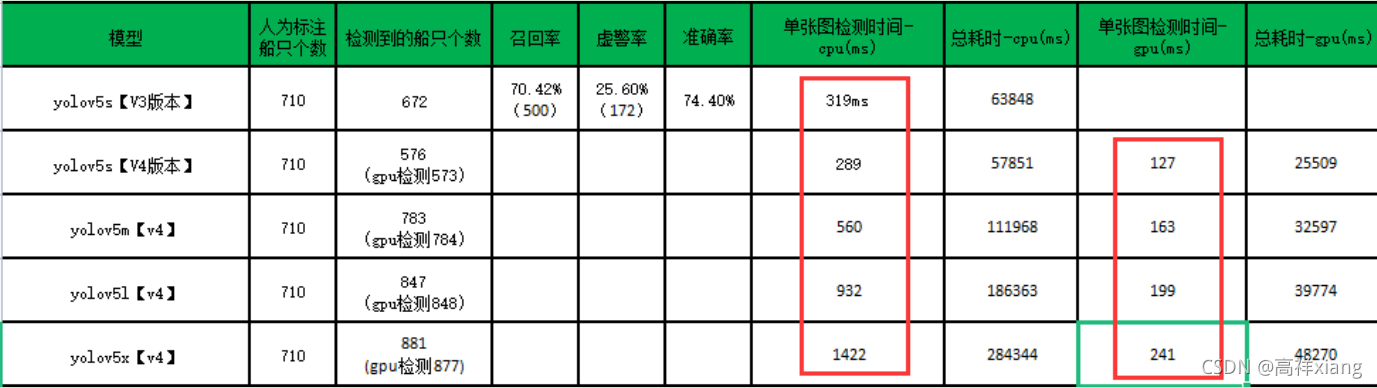 模型 人为标注船只个数 检测到的船只个数 召回率 虚警率 准确率 单张图检测时间-cpu(ms) 总耗时-cpu(ms) 单张图检测时间-gpu(ms) 总耗时-gpu(ms)
yolov5s【V3版本】 710 672 70.42%（500） 25.60%（172） 74.40% 319ms 63848
yolov5s【V4版本】 710 576（gpu检测573） 289 57851 127 25509
yolov5m【v4】 710 783（gpu检测784） 560 111968 163 32597
yolov5l【v4】 710 847（gpu检测848） 932 186363 199 39774
yolov5x【v4】 710 881（gpu检测877） 1422 284344 241 48270
CSDN @高祥xiang